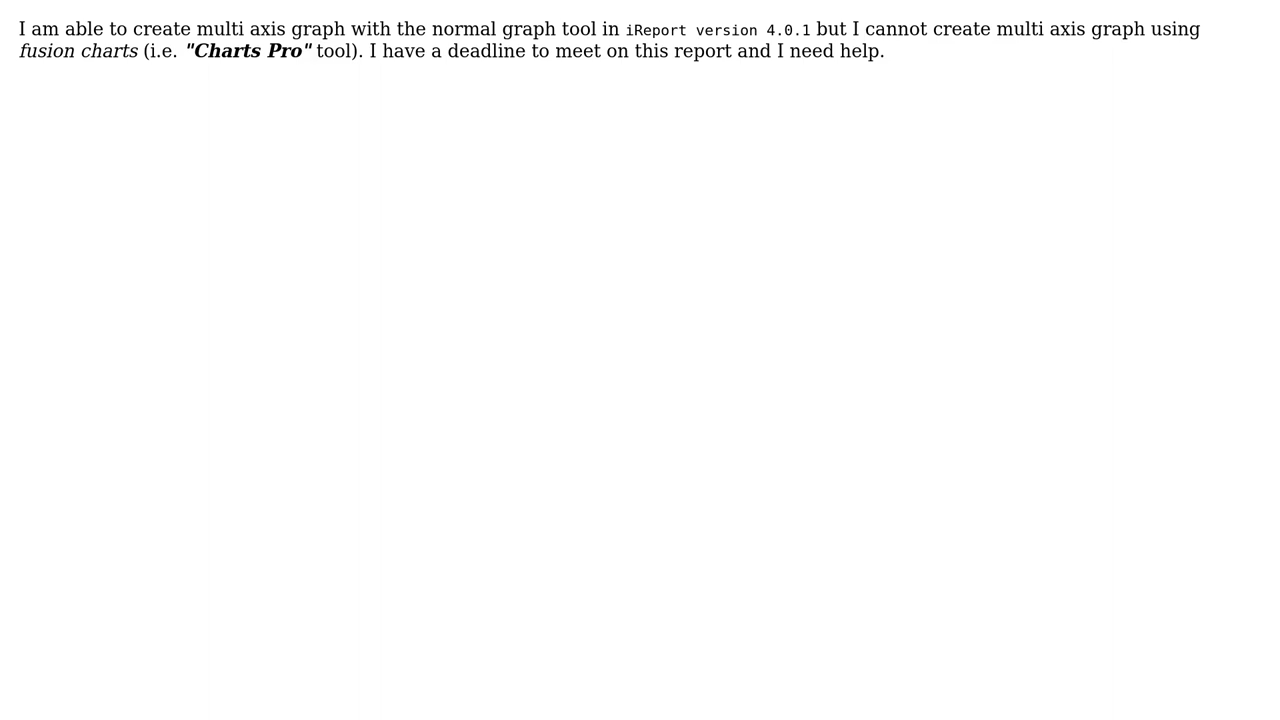 I am able to create multi axis graph with the normal graph tool in iReport version 4.0.1 but I cannot create multi axis graph using
fusion charts (i.e. "Charts Pro" tool). I have a deadline to meet on this report and I need help.